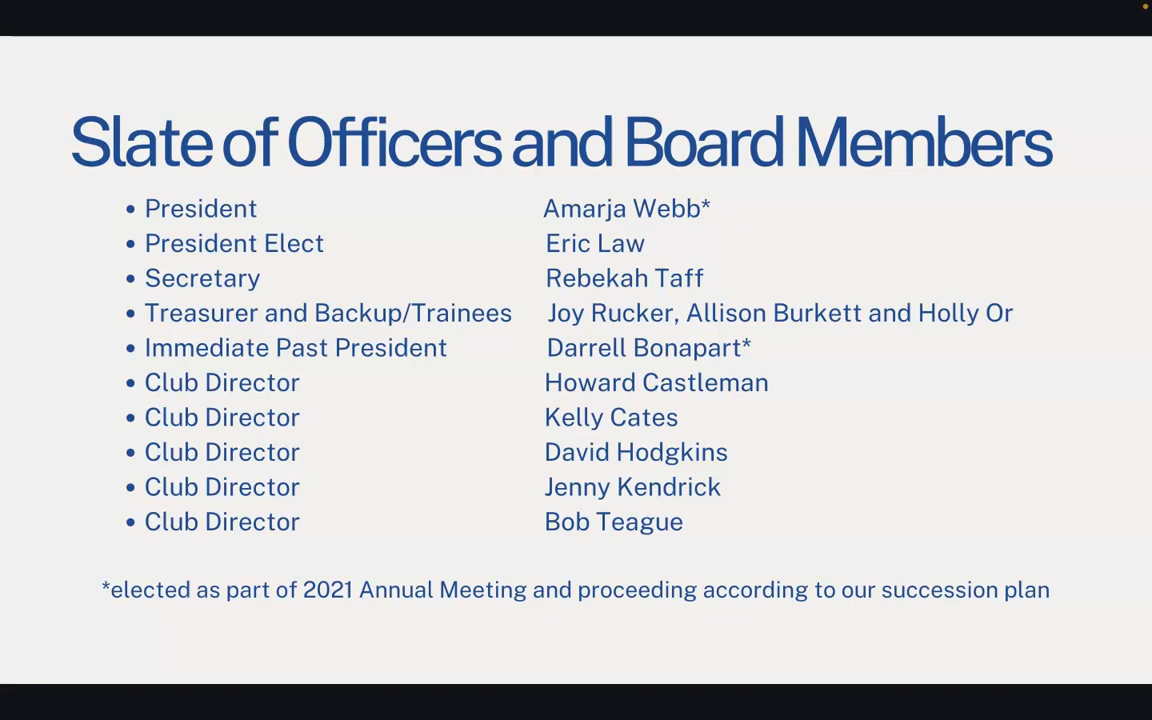 Slate of Officers and Board Members
• President Amarja Webb*
• President Elect Eric Law
• Secretary Rebekah Taff
• Treasurer and Backup/Trainees Joy Rucker, Allison Burkett and Holly Or
• Immediate Past President Darrell Bonapart*
• Club Director Howard Castleman
• Club Director Kelly Cates
• Club Director David Hodgkins
• Club Director Jenny Kendrick
• Club Director Bob Teague
*elected as part of 2021 Annual Meeting and proceeding according to our succession plan